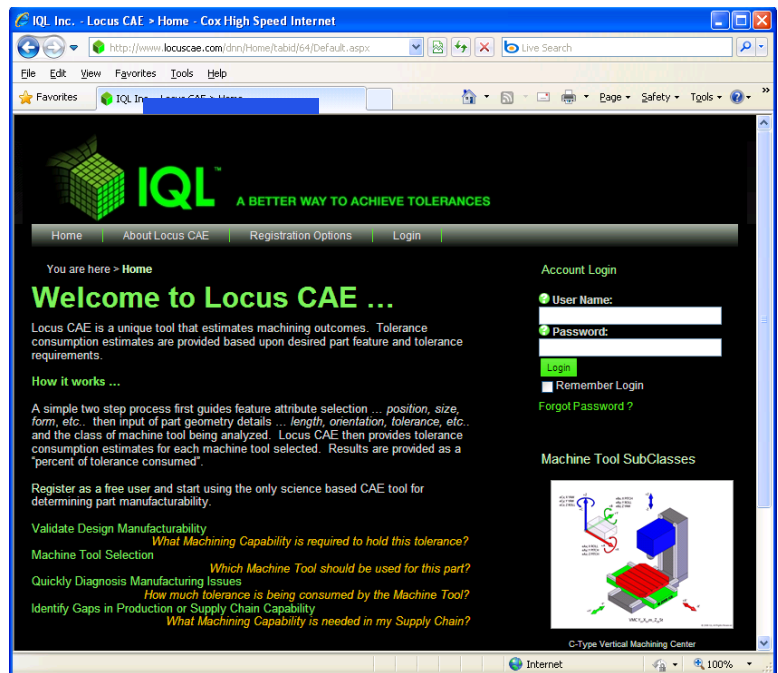 IQL Inc. - Locus CAE > Home - Cox High Speed Internet
http://www.locuscae.com/dnn/Home/tabid/64/Default.aspx
Live Search
File Edit View Favorites Tools Help
Favorites
Page Safety Tools
IQL™
A BETTER WAY TO ACHIEVE TOLERANCES
Home About Locus CAE Registration Options Login
You are here > Home
Welcome to Locus CAE ...
Locus CAE is a unique tool that estimates machining outcomes. Tolerance
consumption estimates are provided based upon desired part feature and tolerance
requirements.
How it works ...
A simple two step process first guides feature attribute selection ... position, size,
form, etc.. then input of part geometry details ... length, orientation, tolerance, etc..
and the class of machine tool being analyzed. Locus CAE then provides tolerance
consumption estimates for each machine tool selected. Results are provided as a
"percent of tolerance consumed".
Register as a free user and start using the only science based CAE tool for
determining part manufacturability.
Validate Design Manufacturability
What Machining Capability is required to hold this tolerance?
Machine Tool Selection
Which Machine Tool should be used for this part?
Quickly Diagnosis Manufacturing Issues
How much tolerance is being consumed by the Machine Tool?
Identify Gaps in Production or Supply Chain Capability
What Machining Capability is needed in my Supply Chain?
Account Login
User Name:
Password:
Login
Remember Login
Forgot Password ?
Machine Tool SubClasses
C-Type Vertical Machining Center
Internet
100%